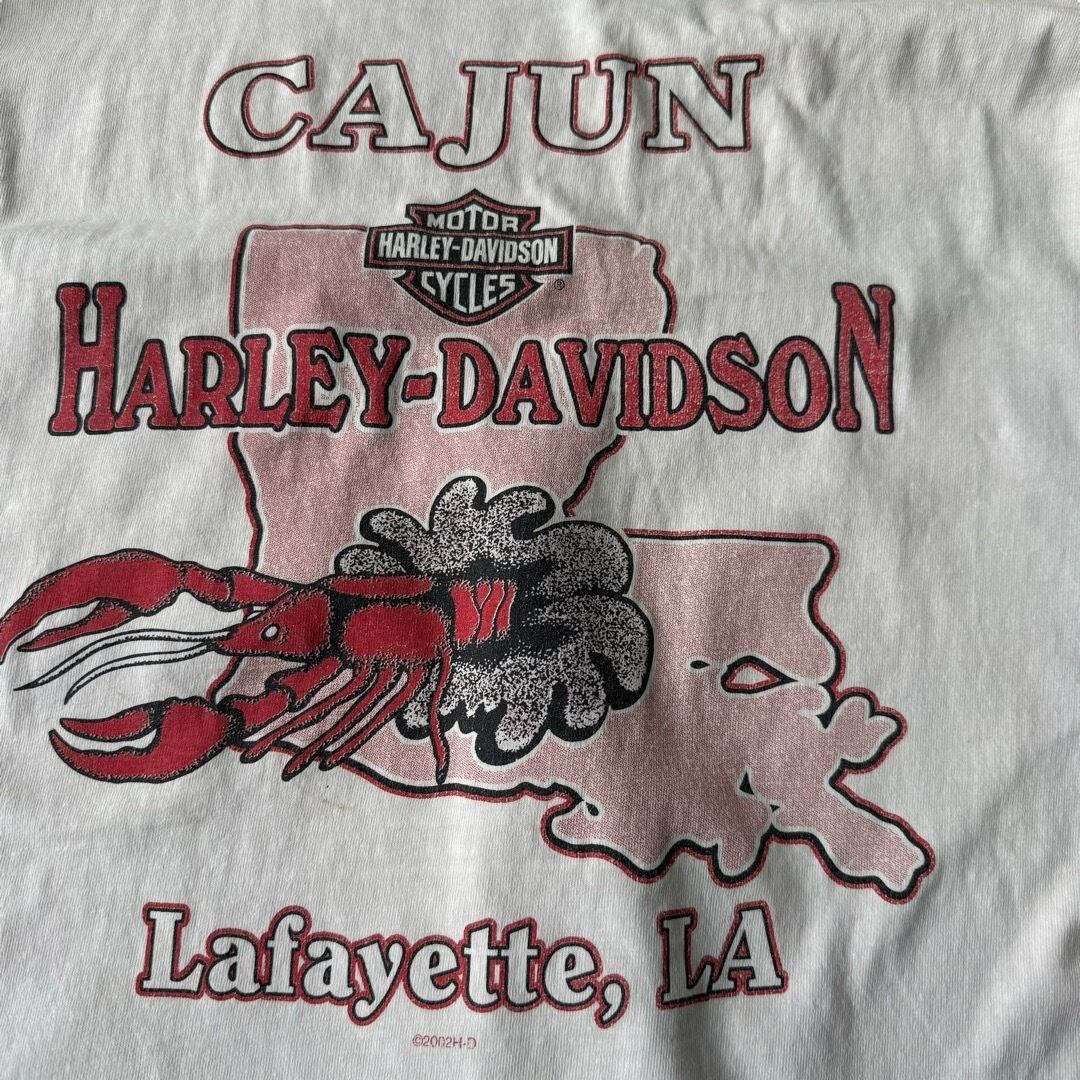 CAJUN
MOTOR
HARLEY-DAVIDSON
CYCLES ®
HARLEY-DAVIDSON
Lafayette, LA
©2002H-D